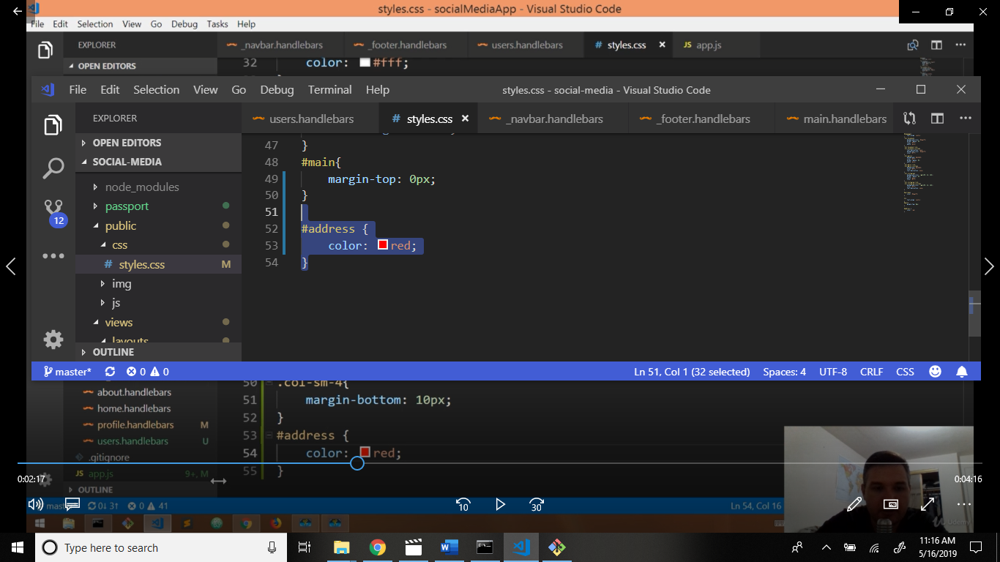 styles.css - socialMediaApp - Visual Studio Code
File Edit Selection View Go Debug Tasks Help
EXPLORER
_navbar.handlebars
_footer.handlebars
users.handlebars
# styles.css
JS app.js
OPEN EDITORS
32 color: #fff;
File Edit Selection View Go Debug Terminal Help
styles.css - social-media - Visual Studio Code
EXPLORER
users.handlebars
# styles.css
_navbar.handlebars
_footer.handlebars
main.handlebars
OPEN EDITORS
SOCIAL-MEDIA
node_modules
passport
public
css
# styles.css M
img
js
views
layouts
OUTLINE
12
47 }
48 #main{
49 margin-top: 0px;
50 }
51
52 #address {
53 color: red;
54 }
master* 0 0
Ln 51, Col 1 (32 selected) Spaces: 4 UTF-8 CRLF CSS
about.handlebars
home.handlebars
profile.handlebars M
users.handlebars U
.gitignore
JS app.js 9+, M
OUTLINE
50 .col-sm-4{
51 margin-bottom: 10px;
52 }
53 #address {
54 color: red;
55 }
0:02:17
0:04:16
0↓ 3↑ 0 41
Ln 54, Col 16
10
30
Type here to search
11:16 AM
5/16/2019